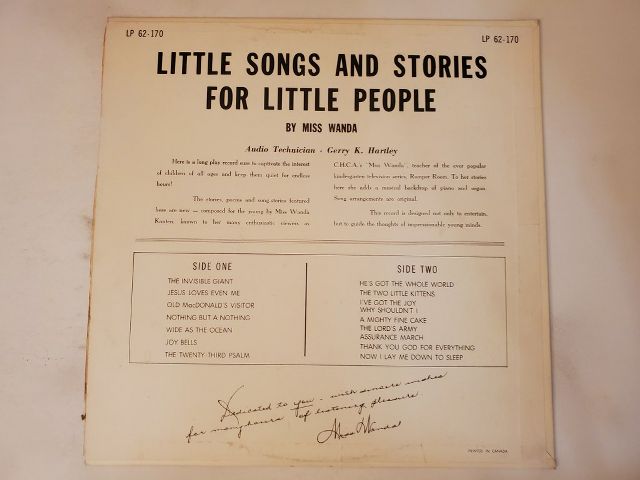 LP 62-170
LP 62-170
LITTLE SONGS AND STORIES
FOR LITTLE PEOPLE
BY MISS WANDA
Audio Technician - Gerry K. Hartley
Here is a long play record sure to captivate the interest
of children of all ages and keep them quiet for endless
hours!
The stories, poems and song stories featured
here are new — composed for the young by Miss Wanda
Konten, known to her many enthusiastic viewers as
C.H.C.A.'s "Miss Wanda", teacher of the ever popular
kindergarten television series, Romper Room. To her stories
here she adds a musical backdrop of piano and organ.
Song arrangements are original.
This record is designed not only to entertain,
but to guide the thoughts of impressionable young minds.
SIDE ONE
THE INVISIBLE GIANT
JESUS LOVES EVEN ME
OLD MacDONALD'S VISITOR
NOTHING BUT A NOTHING
WIDE AS THE OCEAN
JOY BELLS
THE TWENTY-THIRD PSALM
SIDE TWO
HE'S GOT THE WHOLE WORLD
THE TWO LITTLE KITTENS
I'VE GOT THE JOY
WHY SHOULDN'T I
A MIGHTY FINE CAKE
THE LORD'S ARMY
ASSURANCE MARCH
THANK YOU GOD FOR EVERYTHING
NOW I LAY ME DOWN TO SLEEP
Dedicated to you - with sincere wishes
for many hours of listening pleasure
Miss Wanda
PRINTED IN CANADA